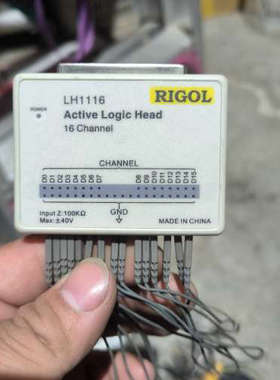 LH1116
RIGOL
POWER
Active Logic Head
16 Channel
CHANNEL
D0 D1 D2 D3 D4 D5 D6 D7 D8 D9 D10 D11 D12 D13 D14 D15
Input Z:100KΩ
GND
Max: ±40V
MADE IN CHINA